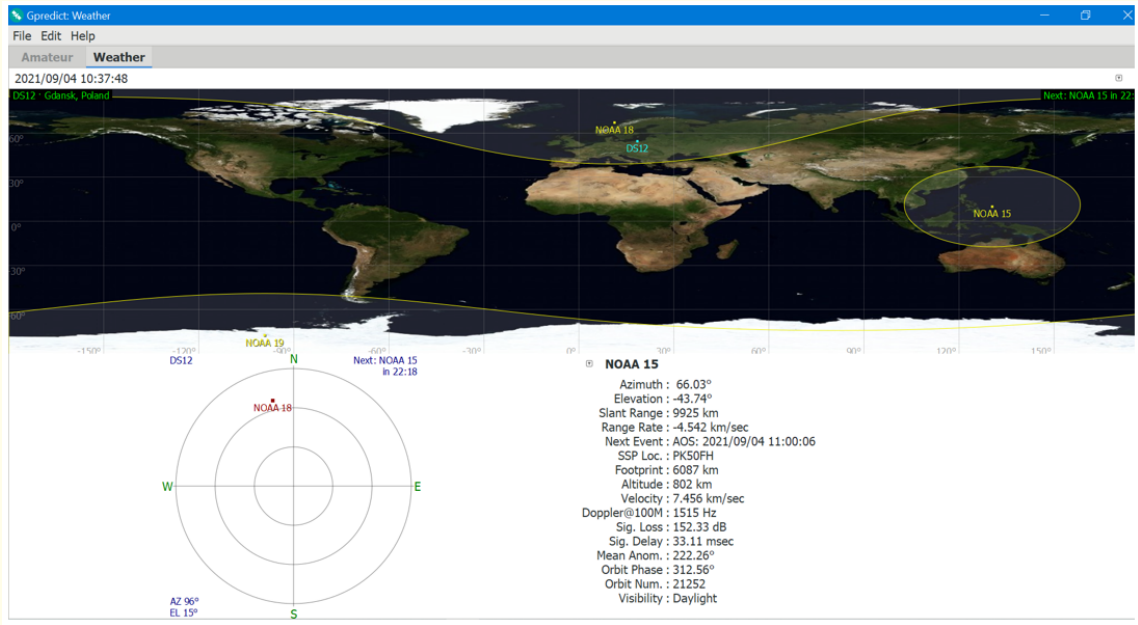 Gpredict: Weather
File Edit Help
Amateur Weather
2021/09/04 10:37:48
DS12 · Gdansk, Poland
Next: NOAA 15 in 22:
NOAA 18
DS12
NOAA 15
60°
30°
0°
-30°
-60°
NOAA 19
-150° -120° -90° -60° -30° 0° 30° 60° 90° 120° 150°
DS12
N
Next: NOAA 15
in 22:18
NOAA 18
W
E
AZ 96°
EL 15°
S
NOAA 15
Azimuth : 66.03°
Elevation : -43.74°
Slant Range : 9925 km
Range Rate : -4.542 km/sec
Next Event : AOS: 2021/09/04 11:00:06
SSP Loc. : PK50FH
Footprint : 6087 km
Altitude : 802 km
Velocity : 7.456 km/sec
Doppler@100M : 1515 Hz
Sig. Loss : 152.33 dB
Sig. Delay : 33.11 msec
Mean Anom. : 222.26°
Orbit Phase : 312.56°
Orbit Num. : 21252
Visibility : Daylight